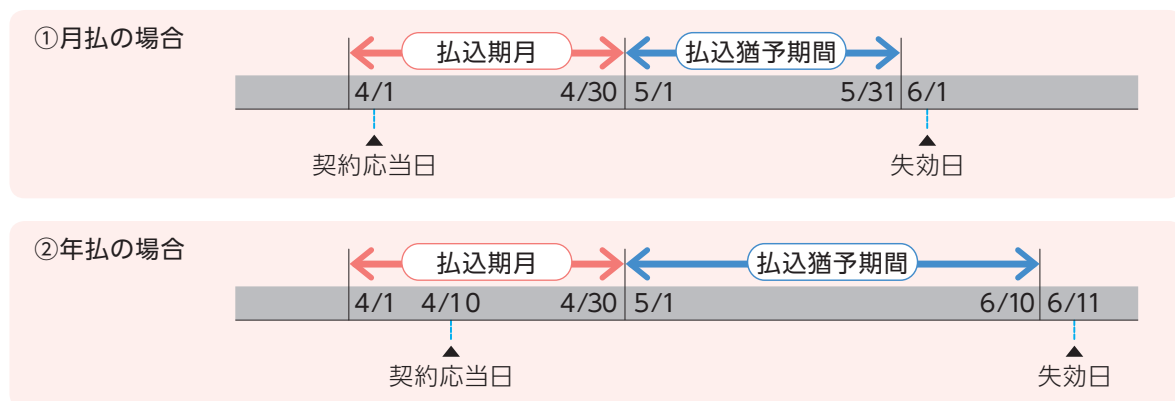 ①月払の場合
払込期月 払込猶予期間
4/1 4/30 5/1 5/31 6/1
契約応当日 失効日
②年払の場合
払込期月 払込猶予期間
4/1 4/10 4/30 5/1 6/10 6/11
契約応当日 失効日